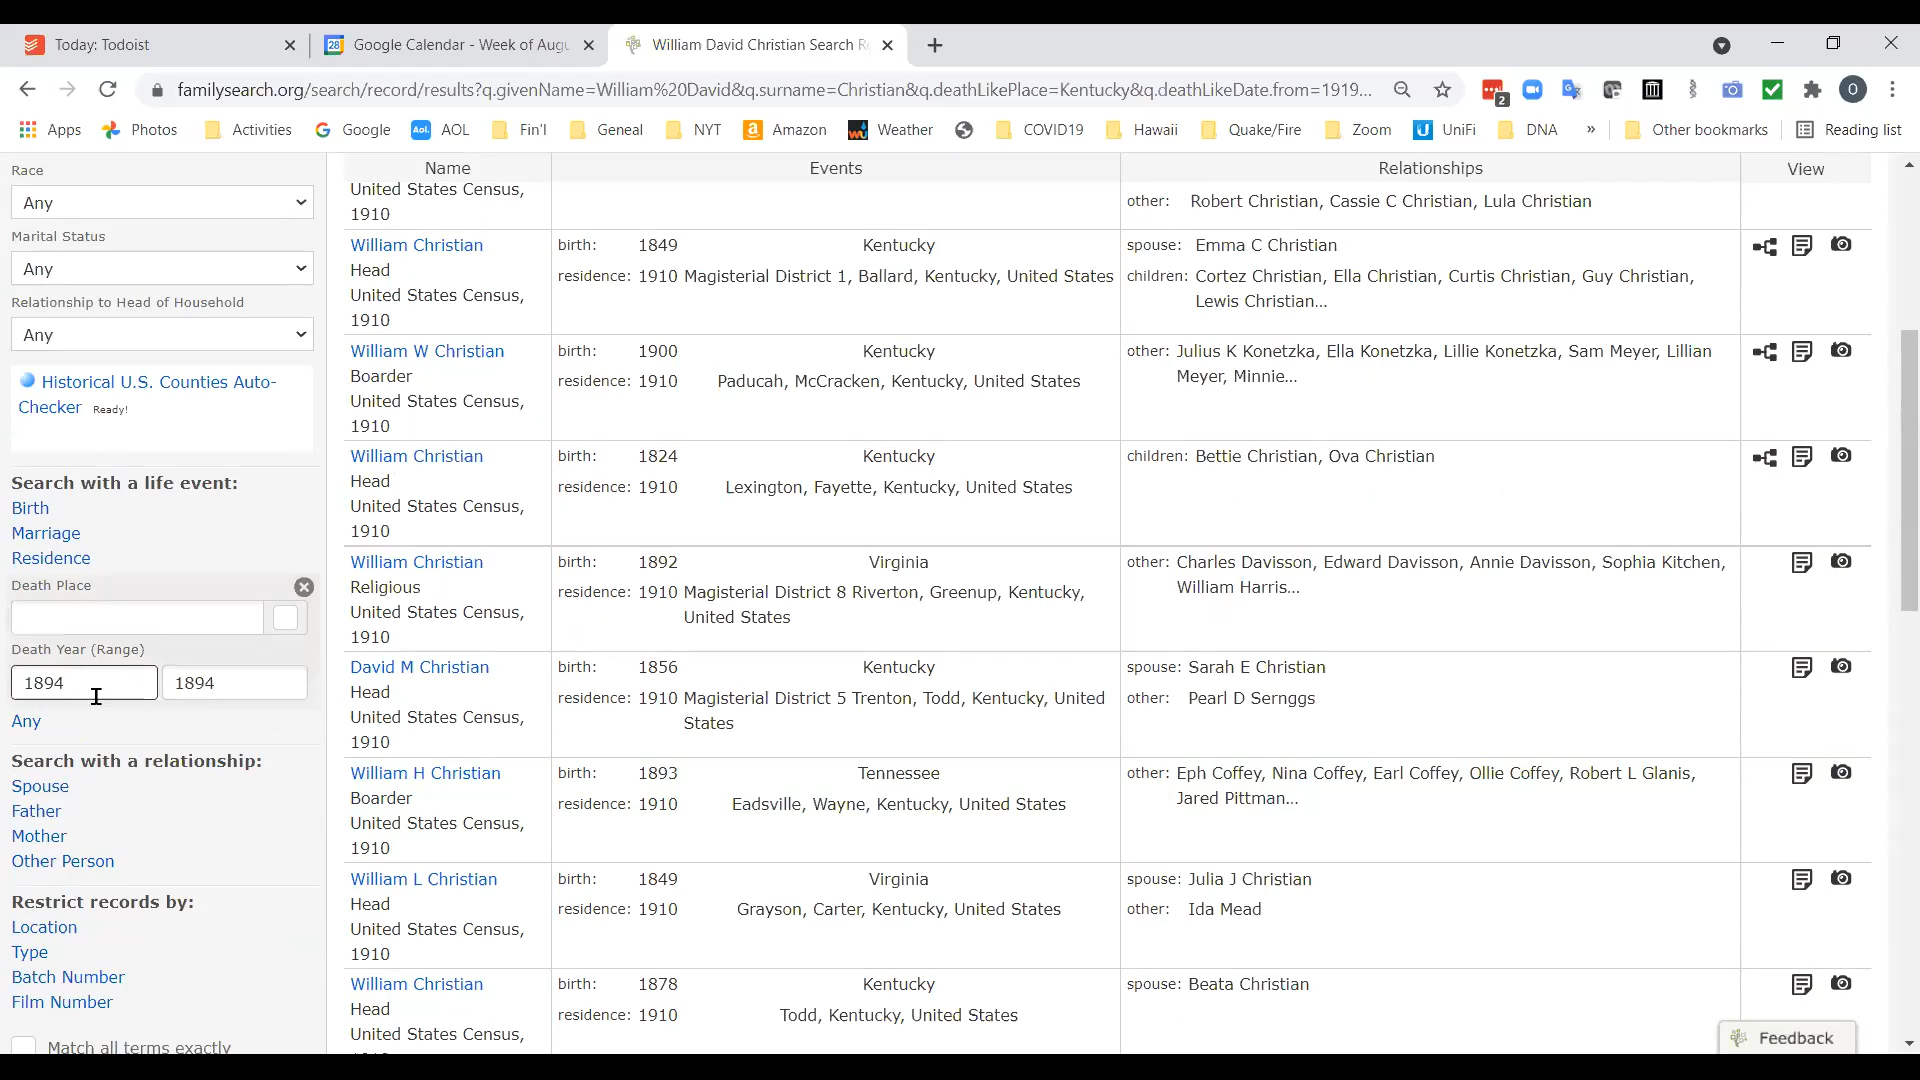 Today: Todoist
Google Calendar - Week of Aug
William David Christian Search R
familysearch.org/search/record/results?q.givenName=William%20David&q.surname=Christian&q.deathLikePlace=Kentucky&q.deathLikeDate.from=1919...
2
O
Apps
Photos
Activities
Google
Aol.
AOL
Fin'l
Geneal
NYT
Amazon
Weather
COVID19
Hawaii
Quake/Fire
Zoom
UniFi
DNA
»
Other bookmarks
Reading list
Race
Any
Marital Status
Any
Relationship to Head of Household
Any
Historical U.S. Counties Auto-
Checker Ready!
Search with a life event:
Birth
Marriage
Residence
Death Place
Death Year (Range)
1894
1894
Any
Search with a relationship:
Spouse
Father
Mother
Other Person
Restrict records by:
Location
Type
Batch Number
Film Number
Match all terms exactly
Name Events Relationships View
United States Census,
1910
other: Robert Christian, Cassie C Christian, Lula Christian
William Christian
Head
United States Census,
1910
birth: 1849 Kentucky
residence: 1910 Magisterial District 1, Ballard, Kentucky, United States
spouse: Emma C Christian
children: Cortez Christian, Ella Christian, Curtis Christian, Guy Christian,
Lewis Christian...
William W Christian
Boarder
United States Census,
1910
birth: 1900 Kentucky
residence: 1910 Paducah, McCracken, Kentucky, United States
other: Julius K Konetzka, Ella Konetzka, Lillie Konetzka, Sam Meyer, Lillian
Meyer, Minnie...
William Christian
Head
United States Census,
1910
birth: 1824 Kentucky
residence: 1910 Lexington, Fayette, Kentucky, United States
children: Bettie Christian, Ova Christian
William Christian
Religious
United States Census,
1910
birth: 1892 Virginia
residence: 1910 Magisterial District 8 Riverton, Greenup, Kentucky,
United States
other: Charles Davisson, Edward Davisson, Annie Davisson, Sophia Kitchen,
William Harris...
David M Christian
Head
United States Census,
1910
birth: 1856 Kentucky
residence: 1910 Magisterial District 5 Trenton, Todd, Kentucky, United
States
spouse: Sarah E Christian
other: Pearl D Sernggs
William H Christian
Boarder
United States Census,
1910
birth: 1893 Tennessee
residence: 1910 Eadsville, Wayne, Kentucky, United States
other: Eph Coffey, Nina Coffey, Earl Coffey, Ollie Coffey, Robert L Glanis,
Jared Pittman...
William L Christian
Head
United States Census,
1910
birth: 1849 Virginia
residence: 1910 Grayson, Carter, Kentucky, United States
spouse: Julia J Christian
other: Ida Mead
William Christian
Head
United States Census,
birth: 1878 Kentucky
residence: 1910 Todd, Kentucky, United States
spouse: Beata Christian
Feedback